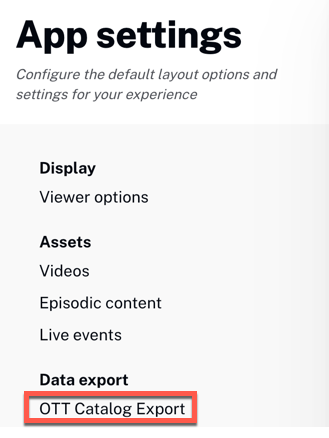 App settings
Configure the default layout options and
settings for your experience
Display
Viewer options
Assets
Videos
Episodic content
Live events
Data export
OTT Catalog Export